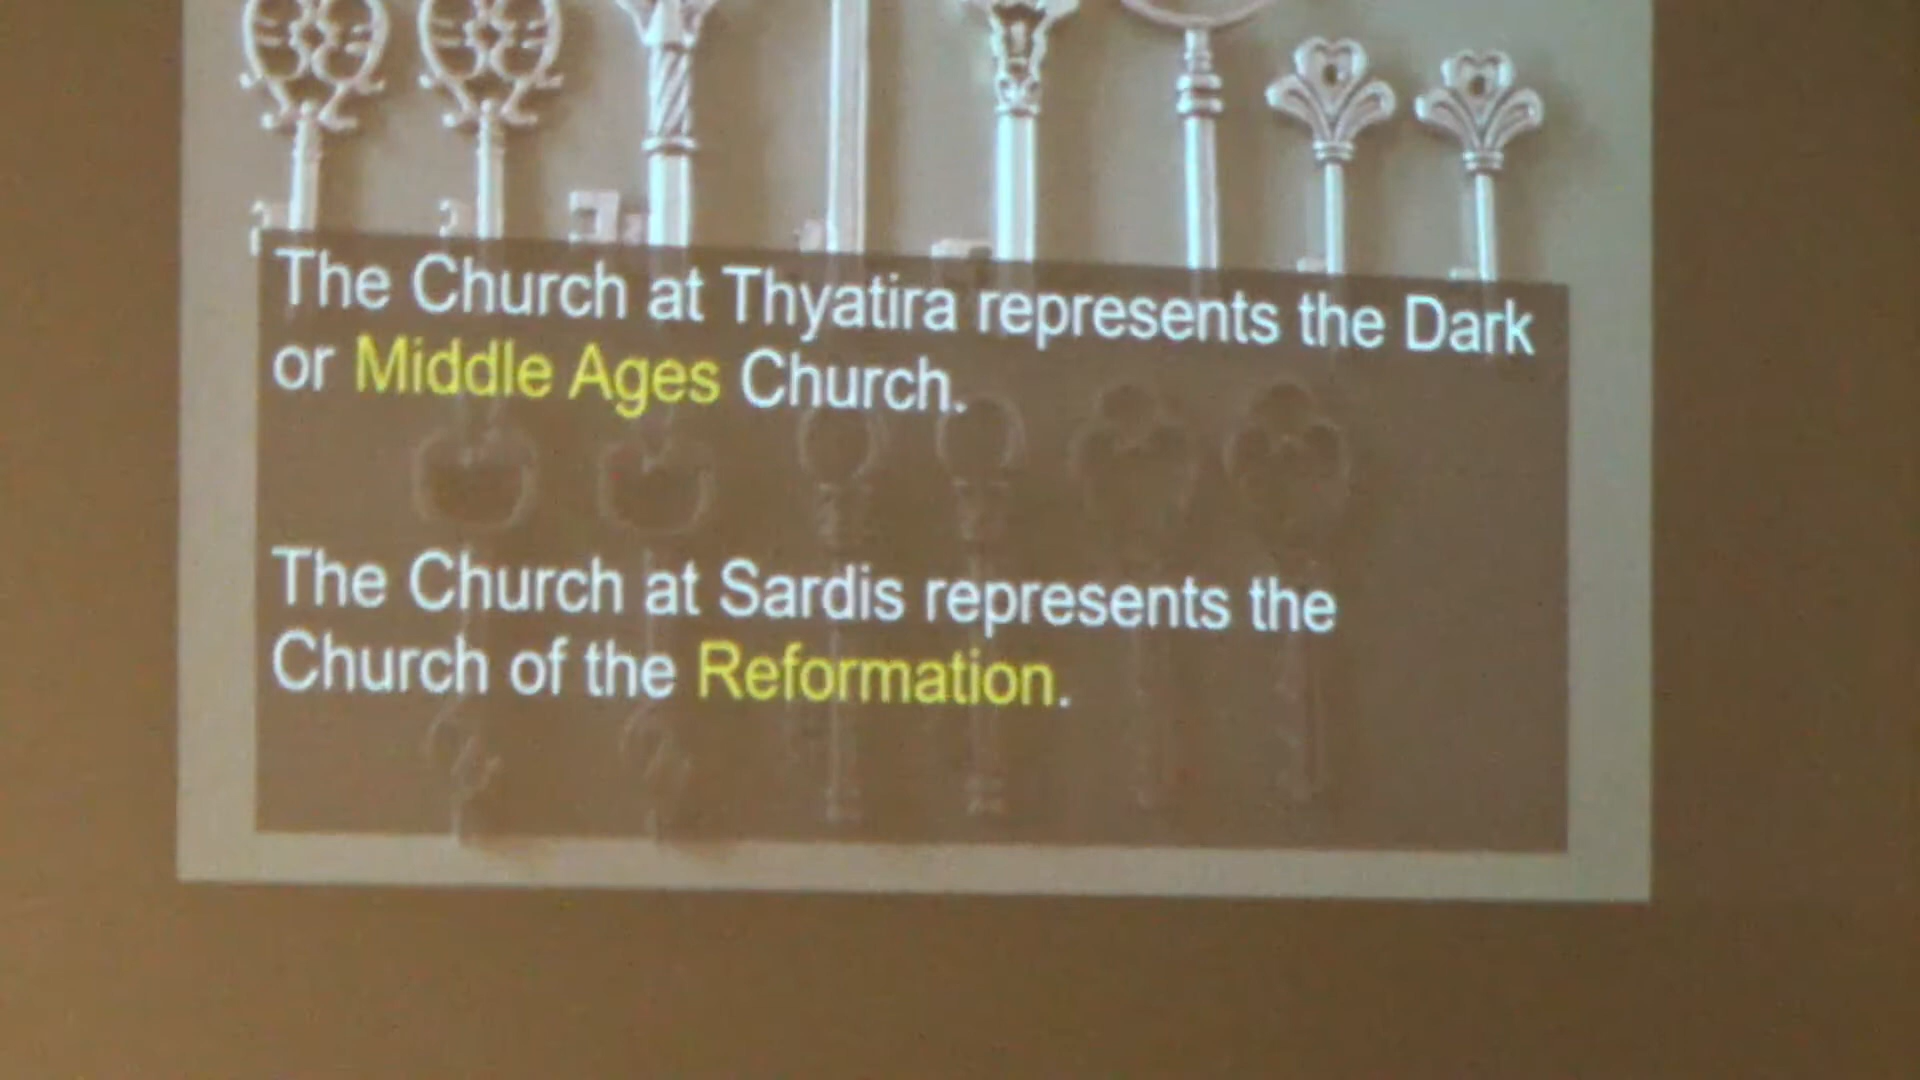 The Church at Thyatira represents the Dark
or Middle Ages Church.
The Church at Sardis represents the
Church of the Reformation.